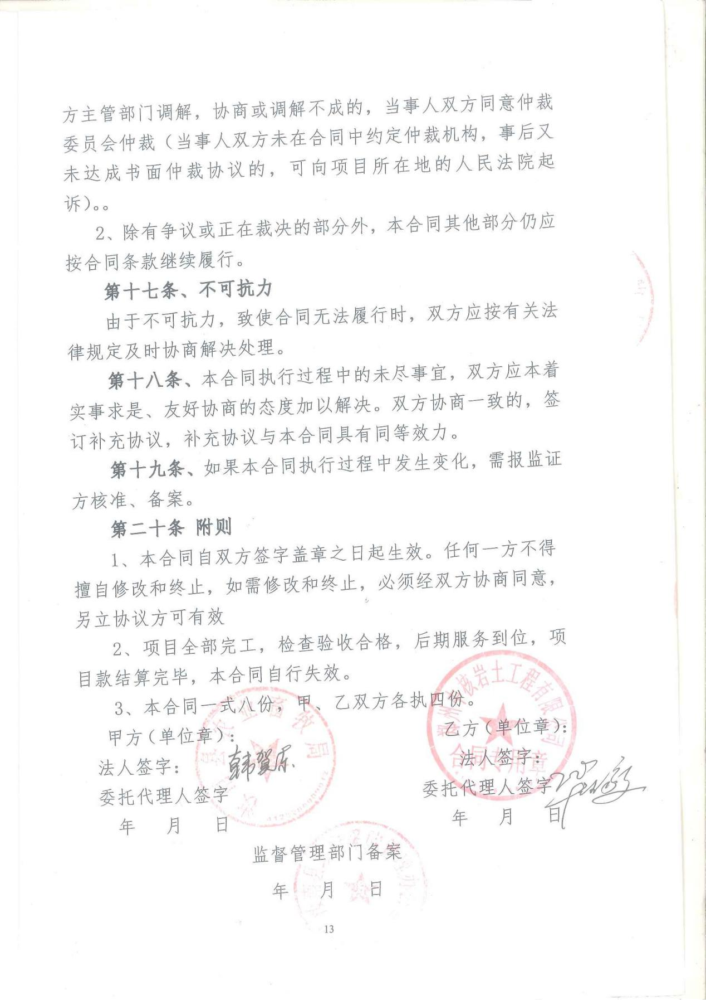 方主管部门调解，协商或调解不成的，当事人双方同意仲裁
委员会仲裁（当事人双方未在合同中约定仲裁机构，事后又
未达成书面仲裁协议的，可向项目所在地的人民法院起
诉）。。
2、除有争议或正在裁决的部分外，本合同其他部分仍应
按合同条款继续履行。
第十七条、不可抗力
由于不可抗力，致使合同无法履行时，双方应按有关法
律规定及时协商解决处理。
第十八条、本合同执行过程中的未尽事宜，双方应本着
实事求是、友好协商的态度加以解决。双方协商一致的，签
订补充协议，补充协议与本合同具有同等效力。
第十九条、如果本合同执行过程中发生变化，需报监证
方核准、备案。
第二十条 附则
1、本合同自双方签字盖章之日起生效。任何一方不得
擅自修改和终止，如需修改和终止，必须经双方协商同意，
另立协议方可有效
2、项目全部完工，检查验收合格，后期服务到位，项
目款结算完毕，本合同自行失效。
3、本合同一式八份，甲、乙双方各执四份。
甲方（单位章）：
乙方（单位章）：
法人签字：
韩贺东
法人签字：
委托代理人签字
委托代理人签字
年 月 日
年 月 日
县农业畜牧局
核岩土工程有限公司
合同专用章
监督管理部门备案
年 月 日
13